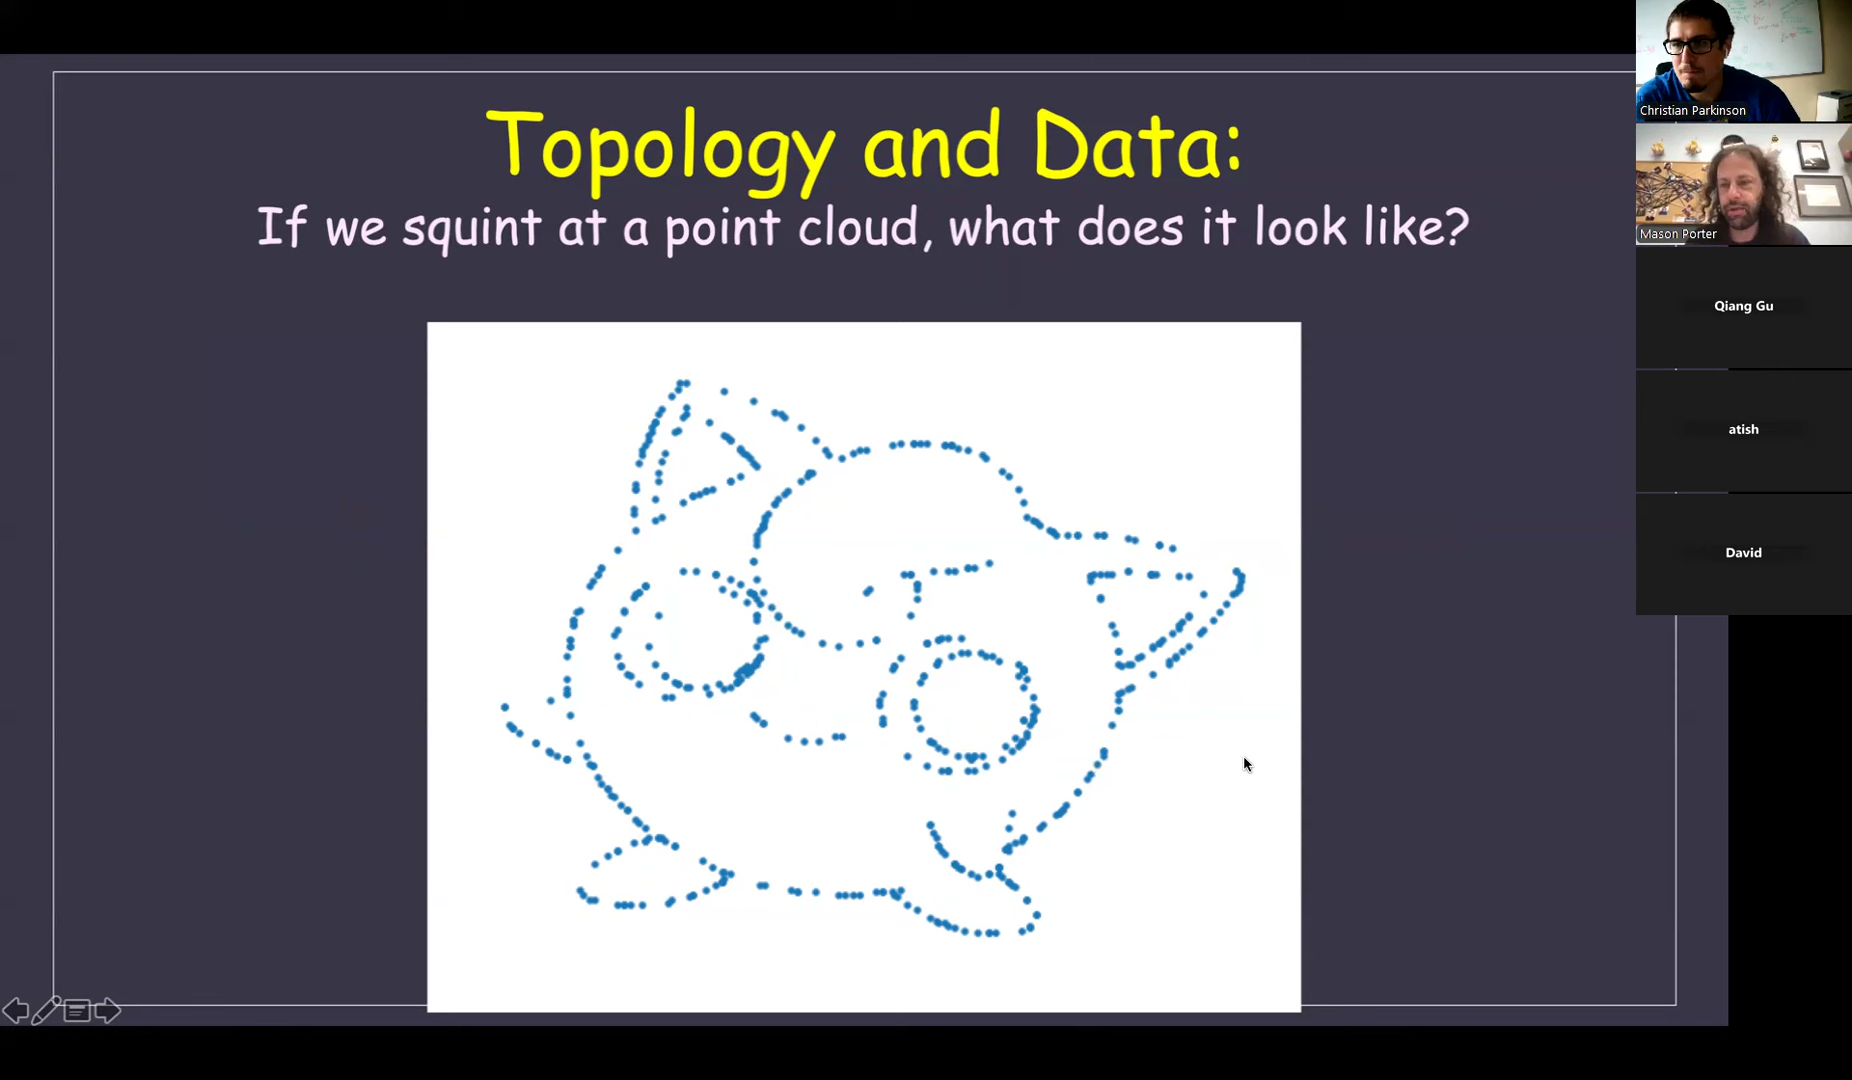 Topology and Data:
If we squint at a point cloud, what does it look like?
Christian Parkinson
Mason Porter
Qiang Gu
atish
David